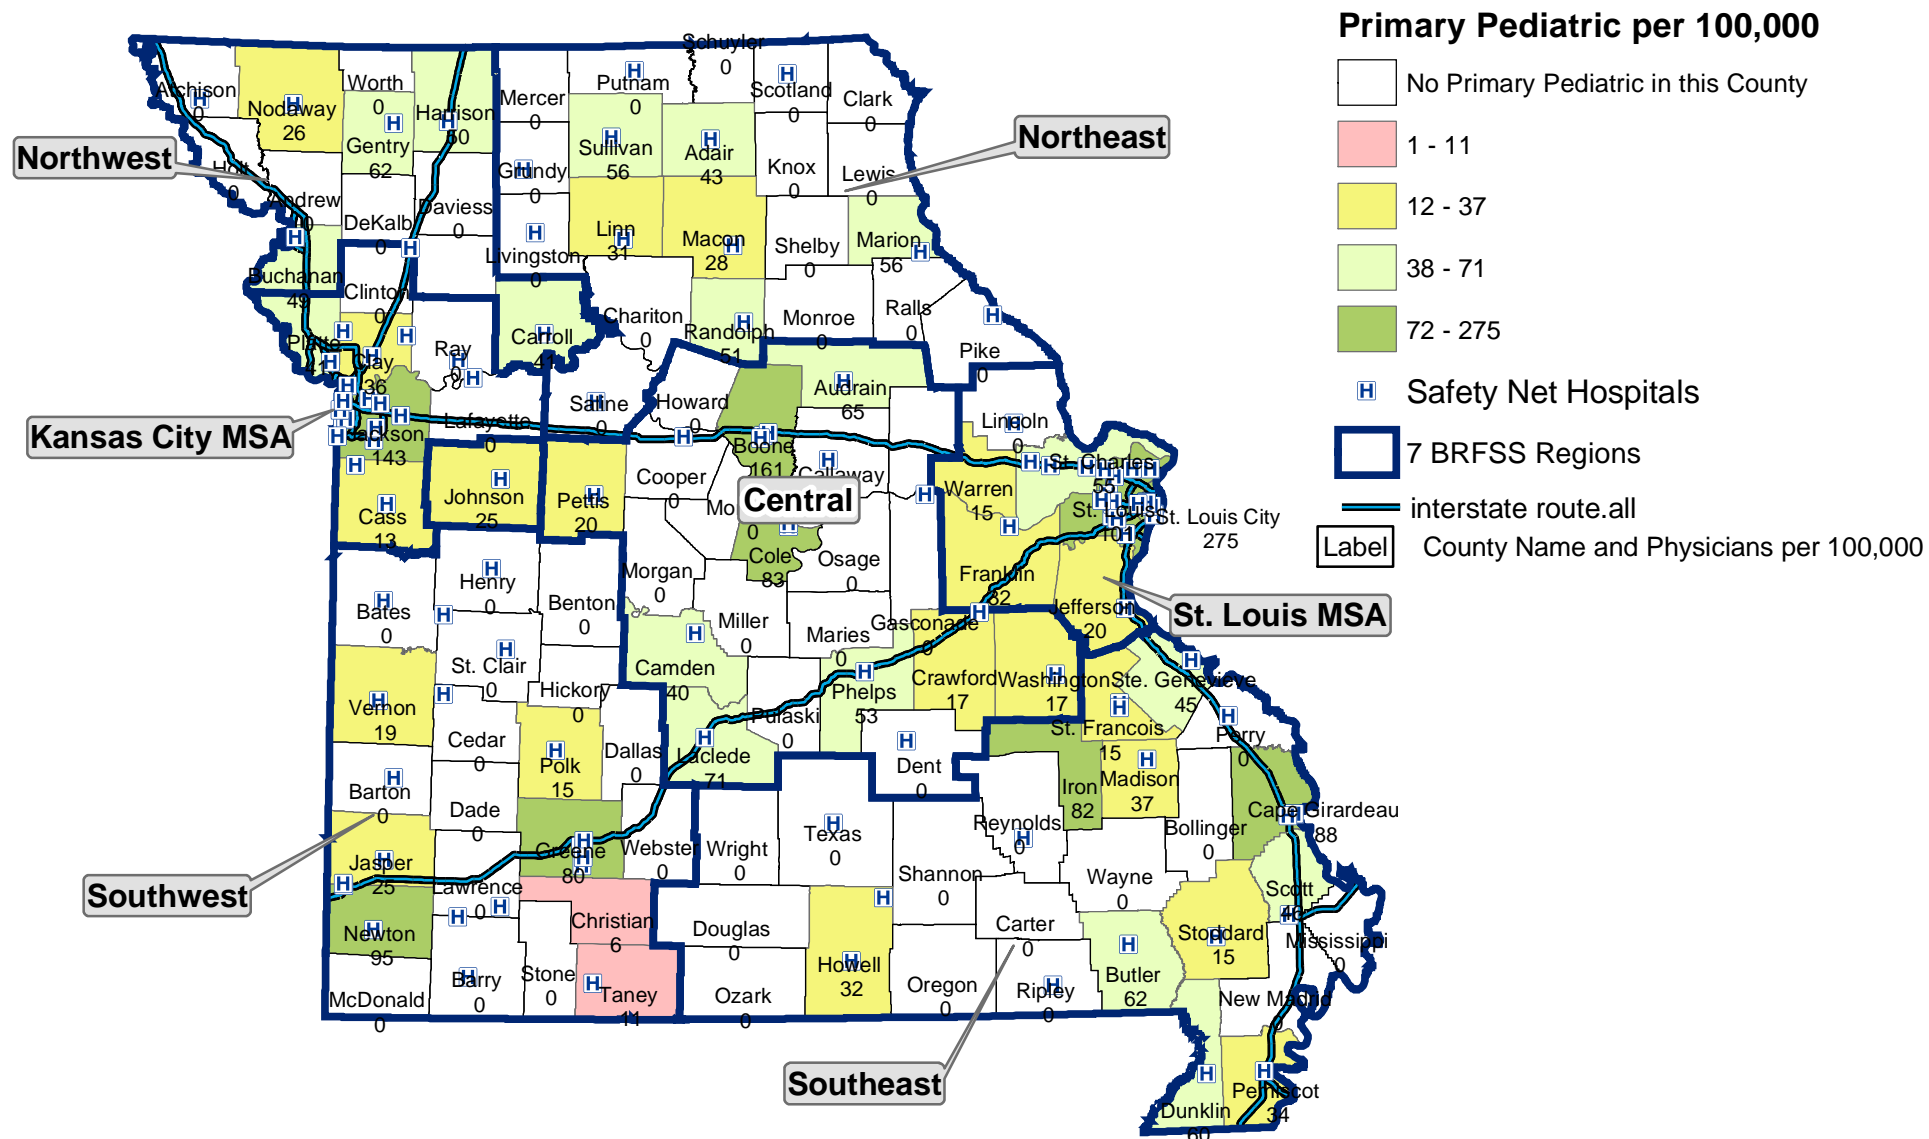 Primary Pediatric per 100,000
No Primary Pediatric in this County
1 - 11
12 - 37
38 - 71
72 - 275
H Safety Net Hospitals
7 BRFSS Regions
interstate route.all
Label County Name and Physicians per 100,000
Northwest
Northeast
Kansas City MSA
Central
St. Louis MSA
Southwest
Southeast
Atchison
0
Nodaway
26
Worth
0
Harrison
60
Gentry
62
Holt
0
Andrew
0
DeKalb
0
Daviess
0
Buchanan
49
Clinton
0
Mercer
0
Putnam
0
Schuyler
0
Scotland
0
Clark
0
Sullivan
56
Adair
43
Knox
0
Lewis
0
Grundy
0
Livingston
0
Linn
31
Macon
28
Shelby
0
Marion
56
Chariton
0
Randolph
51
Monroe
0
Ralls
0
Pike
0
Carroll
41
Platte
41
Clay
36
Ray
0
Jackson
143
Lafayette
0
Saline
0
Howard
0
Boone
161
Audrain
65
Callaway
Lincoln
0
Cass
13
Johnson
25
Pettis
20
Cooper
0
Mo
0
Cole
83
Osage
0
Warren
15
St. Charles
55
St. Louis
101
St. Louis City
275
Franklin
32
Jefferson
20
Bates
0
Henry
0
Benton
0
Morgan
0
Miller
0
Maries
0
Gasconade
0
St. Clair
0
Hickory
0
Camden
40
Pulaski
0
Phelps
53
Crawford
17
Washington
17
Ste. Genevieve
45
St. Francois
15
Perry
0
Vernon
19
Cedar
0
Polk
15
Dallas
0
Laclede
71
Dent
0
Iron
82
Madison
37
Barton
0
Dade
0
Greene
80
Webster
0
Wright
0
Texas
0
Reynolds
0
Bollinger
0
Cape Girardeau
88
Jasper
25
Lawrence
0
Christian
6
Shannon
0
Wayne
0
Scott
46
Newton
95
Stone
0
Douglas
0
Howell
32
Carter
0
Butler
62
Stoddard
15
Mississippi
0
McDonald
0
Barry
0
Taney
11
Ozark
0
Oregon
0
Ripley
0
New Madrid
0
Dunklin
60
Pemiscot
34